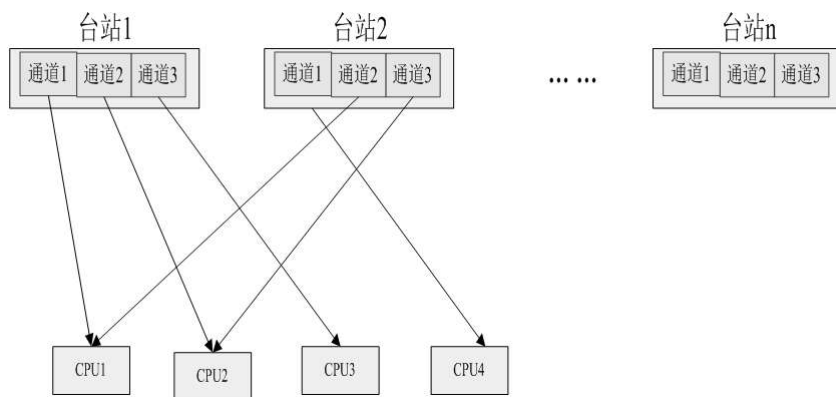 台站1
台站2
台站n
通道1 通道2 通道3
通道1 通道2 通道3
... ...
通道1 通道2 通道3
CPU1
CPU2
CPU3
CPU4